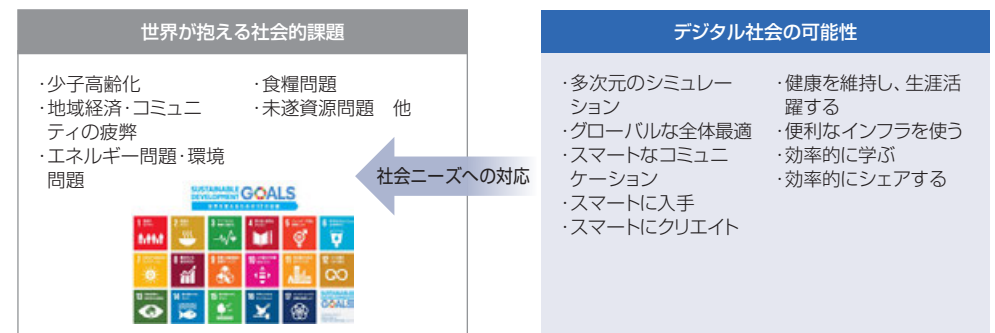 世界が抱える社会的課題
・少子高齢化
・地域経済・コミュニ
ティの疲弊
・エネルギー問題・環境
問題
・食糧問題
・未遂資源問題　他
SUSTAINABLE
DEVELOPMENT GOALS
社会ニーズへの対応
デジタル社会の可能性
・多次元のシミュレー
ション
・グローバルな全体最適
・スマートなコミュニ
ケーション
・スマートに入手
・スマートにクリエイト
・健康を維持し、生涯活
躍する
・便利なインフラを使う
・効率的に学ぶ
・効率的にシェアする